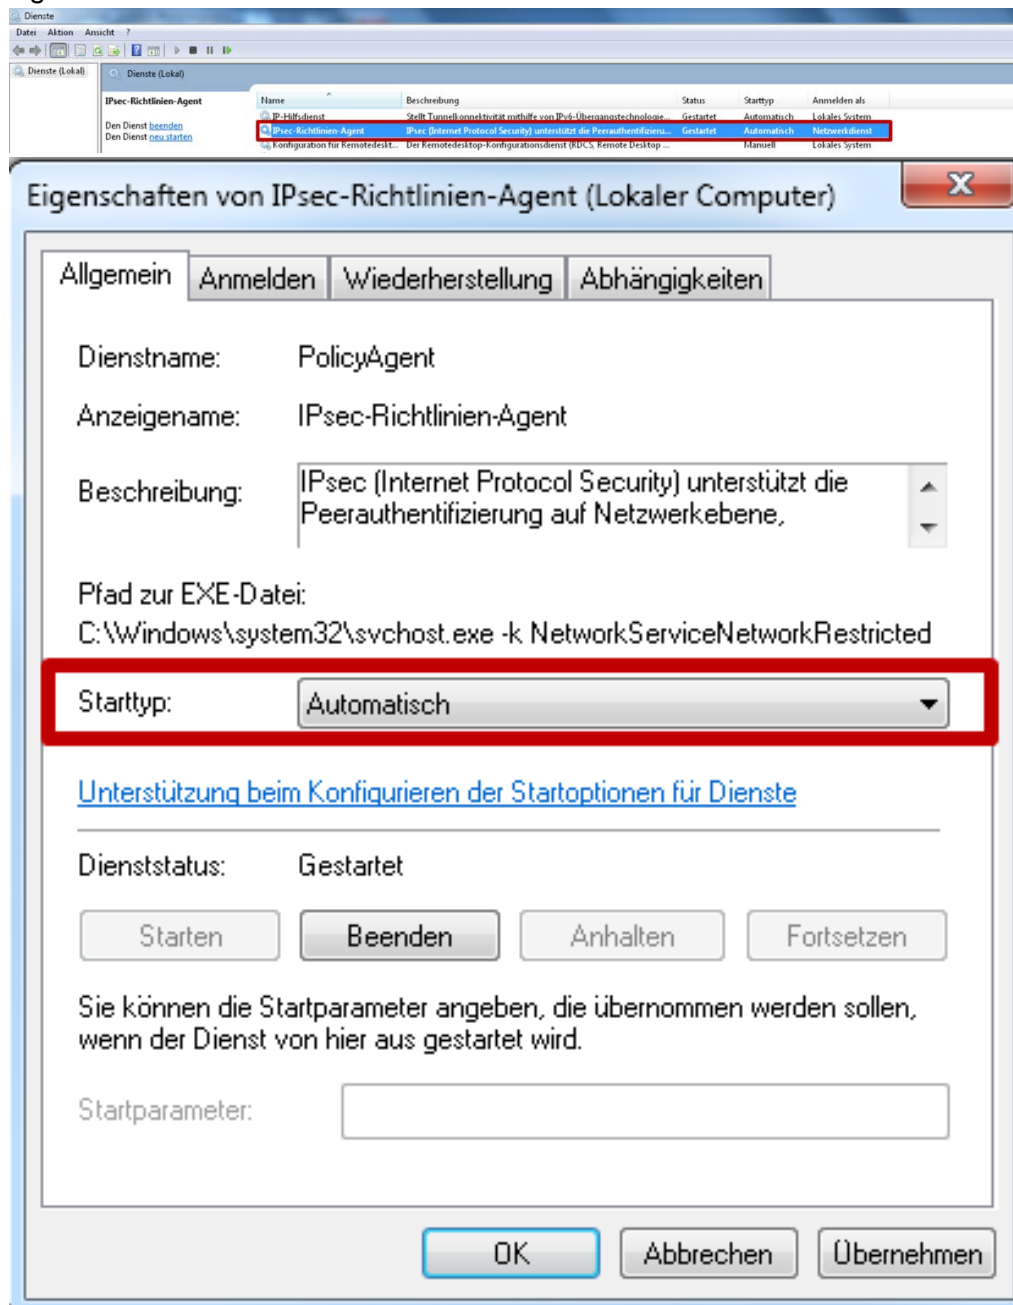 Dienste
Datei Aktion Ansicht ?
Dienste (Lokal)
Dienste (Lokal)
IPsec-Richtlinien-Agent
Den Dienst beenden
Den Dienst neu starten
Name Beschreibung Status Starttyp Anmelden als
IP-Hilfsdienst Stellt Tunnelkonnektivität mithilfe von IPv6-Übergangstechnologie... Gestartet Automatisch Lokales System
IPsec-Richtlinien-Agent IPsec (Internet Protocol Security) unterstützt die Peerauthentifizieru... Gestartet Automatisch Netzwerkdienst
Konfiguration für Remotedeskt... Der Remotedesktop-Konfigurationsdienst (RDCS, Remote Desktop ... Manuell Lokales System
Eigenschaften von IPsec-Richtlinien-Agent (Lokaler Computer)
Allgemein Anmelden Wiederherstellung Abhängigkeiten
Dienstname: PolicyAgent
Anzeigename: IPsec-Richtlinien-Agent
Beschreibung: IPsec (Internet Protocol Security) unterstützt die
Peerauthentifizierung auf Netzwerkebene,
Pfad zur EXE-Datei:
C:\Windows\system32\svchost.exe -k NetworkServiceNetworkRestricted
Starttyp: Automatisch
Unterstützung beim Konfigurieren der Startoptionen für Dienste
Dienststatus: Gestartet
Starten Beenden Anhalten Fortsetzen
Sie können die Startparameter angeben, die übernommen werden sollen,
wenn der Dienst von hier aus gestartet wird.
Startparameter:
OK Abbrechen Übernehmen